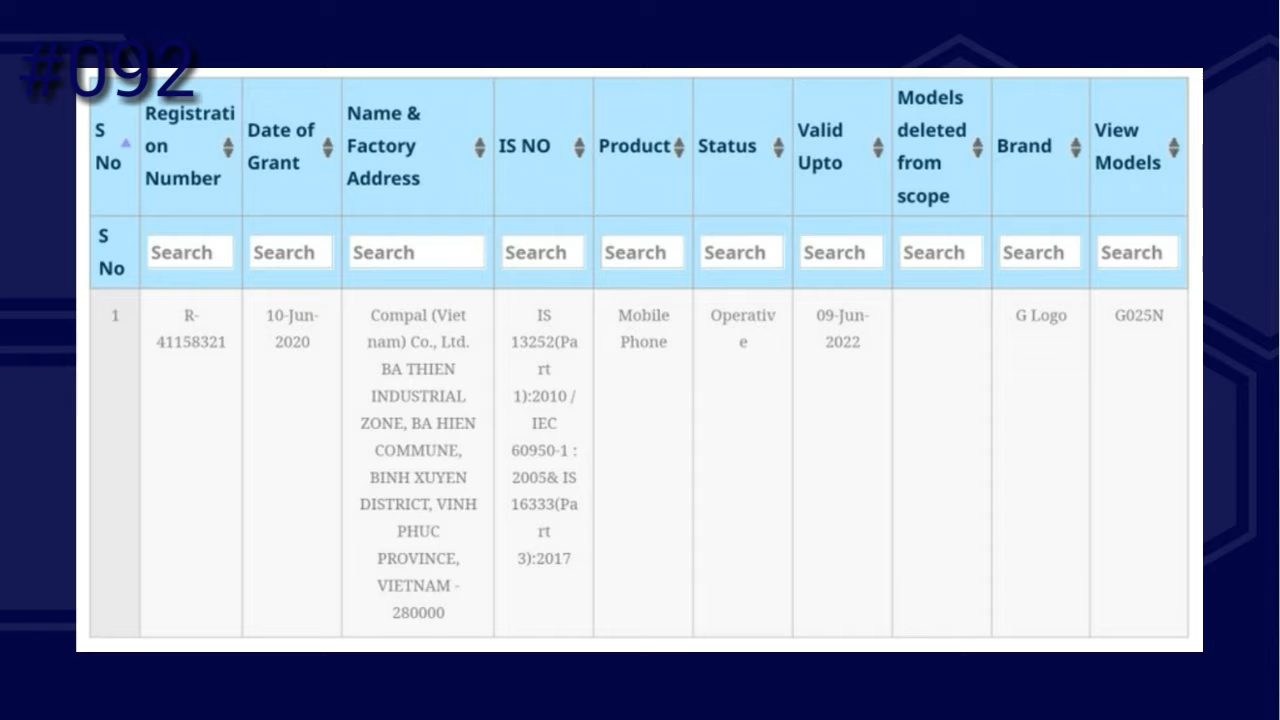 #092
S No
Registrati on Number
Date of Grant
Name & Factory Address
IS NO
Product
Status
Valid Upto
Models deleted from scope
Brand
View Models
S No
Search
Search
Search
Search
Search
Search
Search
Search
Search
Search
1
R- 41158321
10-Jun- 2020
Compal (Viet nam) Co., Ltd. BA THIEN INDUSTRIAL ZONE, BA HIEN COMMUNE, BINH XUYEN DISTRICT, VINH PHUC PROVINCE, VIETNAM - 280000
IS 13252(Pa rt 1):2010 / IEC 60950-1 : 2005& IS 16333(Pa rt 3):2017
Mobile Phone
Operativ e
09-Jun- 2022
G Logo
G025N